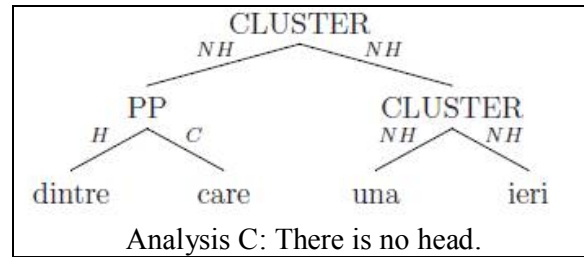 CLUSTER
NH NH
PP CLUSTER
H C NH NH
dintre care una ieri
Analysis C: There is no head.